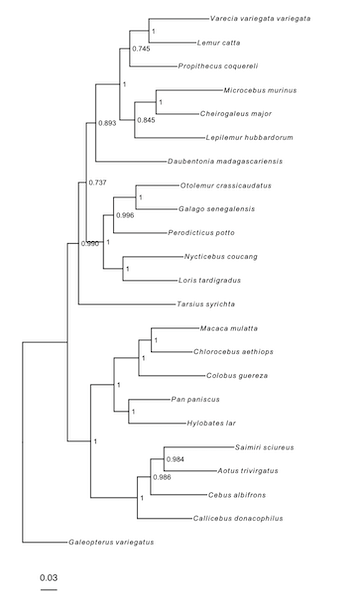 Varecia variegata variegata
1
Lemur catta
0.745
Propithecus coquereli
1
Microcebus murinus
1
Cheirogaleus major
0.845
0.893
Lepilemur hubbardorum
Daubentonia madagascariensis
0.737
Otolemur crassicaudatus
1
Galago senegalensis
0.996
Perodicticus potto
0.990
1
Nycticebus coucang
1
Loris tardigradus
Tarsius syrichta
Macaca mulatta
1
Chlorocebus aethiops
1
Colobus guereza
1
Pan paniscus
1
Hylobates lar
1
Saimiri sciureus
0.984
Aotus trivirgatus
0.986
Cebus albifrons
1
Callicebus donacophilus
Galeopterus variegatus
0.03